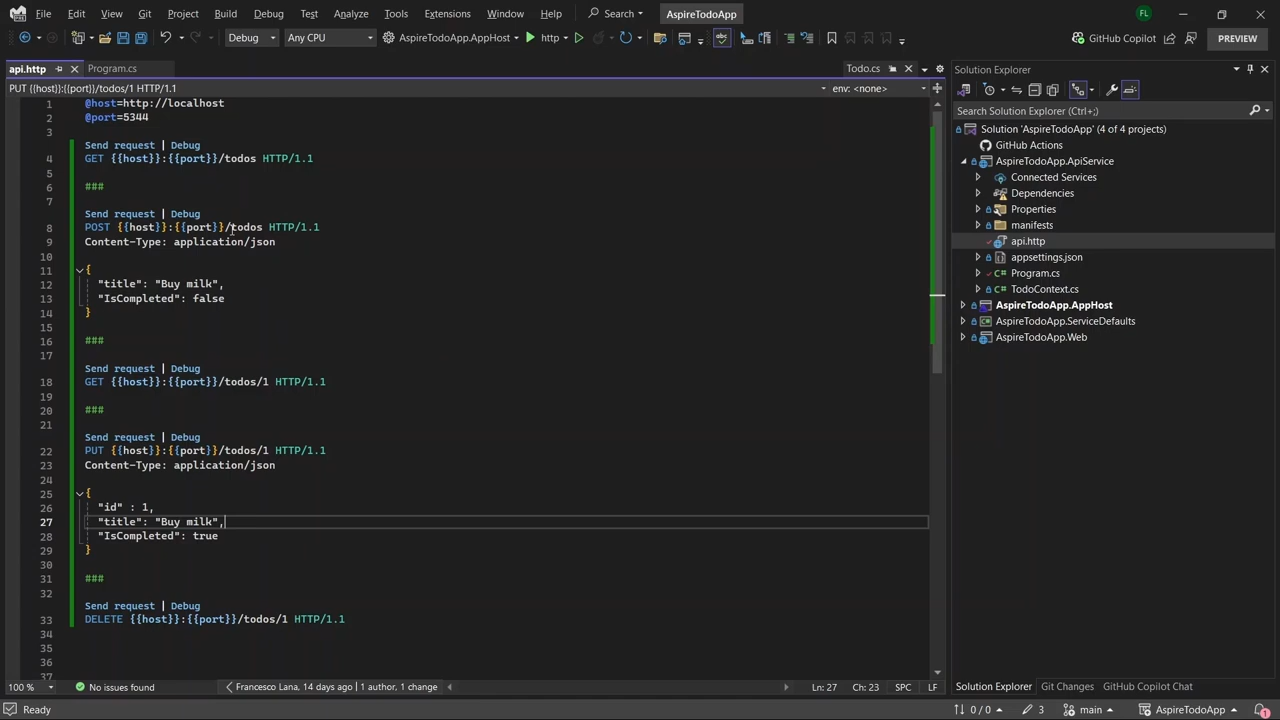 File Edit View Git Project Build Debug Test Analyze Tools Extensions Window Help Search AspireTodoApp FL
Debug Any CPU AspireTodoApp.AppHost http GitHub Copilot PREVIEW
api.http Program.cs Todo.cs
PUT {{host}}:{{port}}/todos/1 HTTP/1.1 env: <none>
1 @host=http://localhost
2 @port=5344
3
Send request | Debug
4 GET {{host}}:{{port}}/todos HTTP/1.1
5
6 ###
7
Send request | Debug
8 POST {{host}}:{{port}}/todos HTTP/1.1
9 Content-Type: application/json
10
11 {
12 "title": "Buy milk",
13 "IsCompleted": false
14 }
15
16 ###
17
Send request | Debug
18 GET {{host}}:{{port}}/todos/1 HTTP/1.1
19
20 ###
21
Send request | Debug
22 PUT {{host}}:{{port}}/todos/1 HTTP/1.1
23 Content-Type: application/json
24
25 {
26 "id" : 1,
27 "title": "Buy milk",
28 "IsCompleted": true
29 }
30
31 ###
32
Send request | Debug
33 DELETE {{host}}:{{port}}/todos/1 HTTP/1.1
34
35
36
37
100 % No issues found Francesco Lana, 14 days ago | 1 author, 1 change Ln: 27 Ch: 23 SPC LF
Solution Explorer
Search Solution Explorer (Ctrl+;)
Solution 'AspireTodoApp' (4 of 4 projects)
GitHub Actions
AspireTodoApp.ApiService
Connected Services
Dependencies
Properties
manifests
api.http
appsettings.json
C# Program.cs
C# TodoContext.cs
AspireTodoApp.AppHost
AspireTodoApp.ServiceDefaults
AspireTodoApp.Web
Solution Explorer Git Changes GitHub Copilot Chat
Ready 0 / 0 3 main AspireTodoApp 1